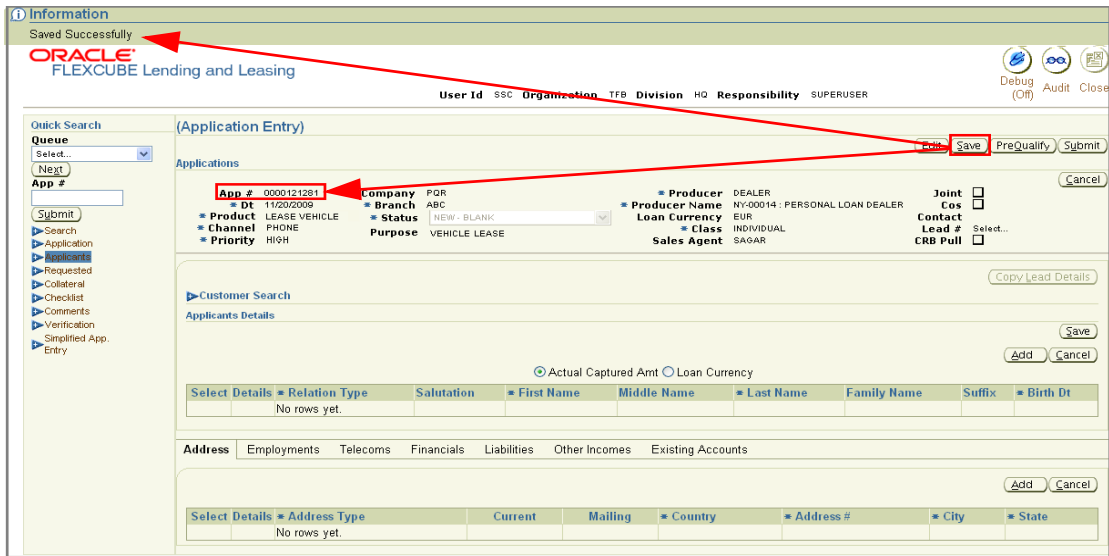 Information
Saved Successfully
ORACLE
FLEXCUBE Lending and Leasing
Debug (Off) Audit Close
User Id SSC Organization TFB Division HQ Responsibility SUPERUSER
Quick Search
Queue
Select...
Next
App #
Submit
Search
Application
Applicants
Requested
Collateral
Checklist
Comments
Verification
Simplified App. Entry
(Application Entry)
Edit Save PreQualify Submit
Applications
Cancel
App # 0000121281 Company PQR * Producer DEALER Joint
* Dt 11/20/2009 * Branch ABC * Producer Name NY-00014 : PERSONAL LOAN DEALER Cos
* Product LEASE VEHICLE * Status NEW - BLANK Loan Currency EUR Contact
* Channel PHONE Purpose VEHICLE LEASE * Class INDIVIDUAL Lead # Select...
* Priority HIGH Sales Agent SAGAR CRB Pull
Copy Lead Details
Customer Search
Applicants Details
Save
Add Cancel
Actual Captured Amt Loan Currency
Select Details * Relation Type Salutation * First Name Middle Name * Last Name Family Name Suffix * Birth Dt
No rows yet.
Address Employments Telecoms Financials Liabilities Other Incomes Existing Accounts
Add Cancel
Select Details * Address Type Current Mailing * Country * Address # * City * State
No rows yet.